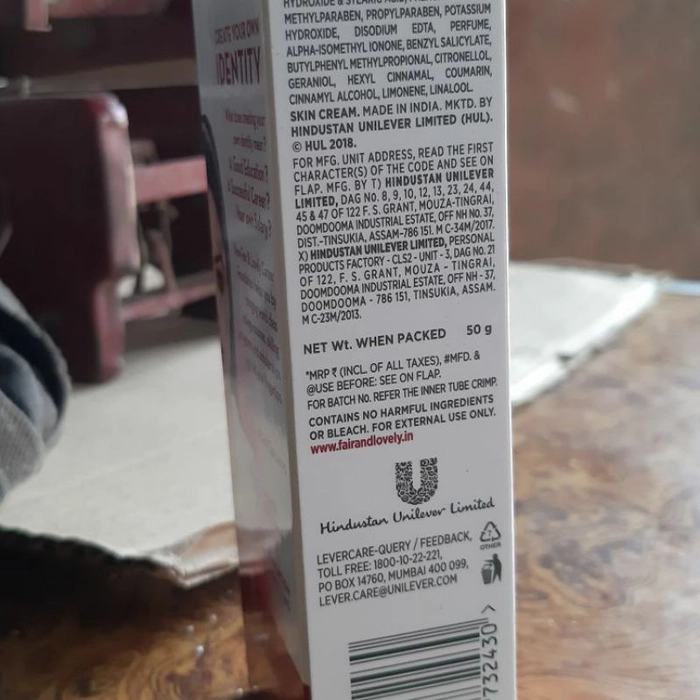 HYDROXIDE & STEARIC ACID,
METHYLPARABEN, PROPYLPARABEN, POTASSIUM
HYDROXIDE, DISODIUM EDTA, PERFUME,
ALPHA-ISOMETHYL IONONE, BENZYL SALICYLATE,
BUTYLPHENYL METHYLPROPIONAL, CITRONELLOL,
GERANIOL, HEXYL CINNAMAL, COUMARIN,
CINNAMYL ALCOHOL, LIMONENE, LINALOOL.
SKIN CREAM. MADE IN INDIA. MKTD. BY
HINDUSTAN UNILEVER LIMITED (HUL).
© HUL 2018.
FOR MFG. UNIT ADDRESS, READ THE FIRST
CHARACTER(S) OF THE CODE AND SEE ON
FLAP. MFG. BY T) HINDUSTAN UNILEVER
LIMITED, DAG No. 8, 9, 10, 12, 13, 23, 24, 44,
45 & 47 OF 122 F. S. GRANT, MOUZA-TINGRAI,
DOOMDOOMA INDUSTRIAL ESTATE, OFF NH No. 37,
DIST.-TINSUKIA, ASSAM-786 151. M C-34M/2017.
X) HINDUSTAN UNILEVER LIMITED, PERSONAL
PRODUCTS FACTORY - CLS2 - UNIT - 3, DAG No. 21
OF 122, F. S. GRANT, MOUZA - TINGRAI,
DOOMDOOMA INDUSTRIAL ESTATE, OFF NH - 37,
DOOMDOOMA - 786 151, TINSUKIA, ASSAM.
M C-23M/2013.
NET Wt. WHEN PACKED 50 g
*MRP ₹ (INCL. OF ALL TAXES), #MFD. &
@USE BEFORE: SEE ON FLAP.
FOR BATCH No. REFER THE INNER TUBE CRIMP.
CONTAINS NO HARMFUL INGREDIENTS
OR BLEACH. FOR EXTERNAL USE ONLY.
www.fairandlovely.in
Hindustan Unilever Limited
LEVERCARE-QUERY / FEEDBACK,
TOLL FREE: 1800-10-22-221,
PO BOX 14760, MUMBAI 400 099,
LEVER.CARE@UNILEVER.COM
7
OTHER
732430 >
CREATE YOUR OWN
IDENTITY
A Good Education?
A Successful Career?